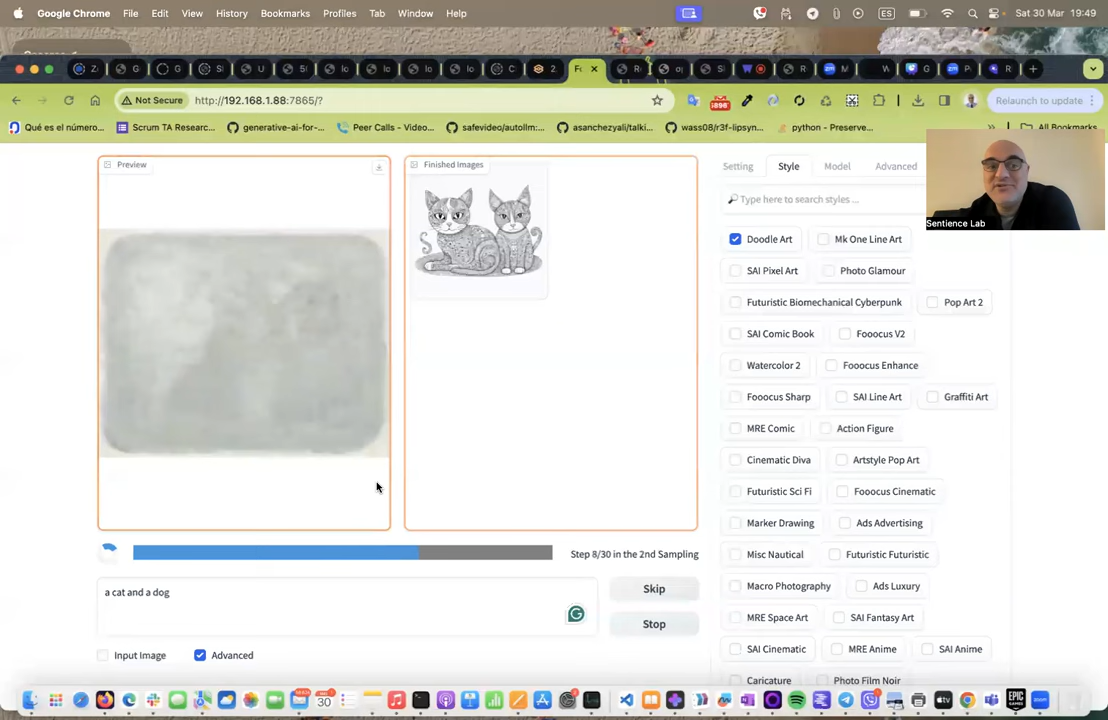 Google Chrome File Edit View History Bookmarks Profiles Tab Window Help ES Sat 30 Mar 19:49
Not Secure http://192.168.1.88:7865/? Relaunch to update
Qué es el número... Scrum TA Researc... generative-ai-for-... Peer Calls - Video... safevideo/autollm:... asanchezyali/talki... wass08/r3f-lipsyn... python - Preserve... All Bookmarks
Preview
Finished Images
Setting Style Model Advanced
Type here to search styles ...
Sentience Lab
Doodle Art Mk One Line Art
SAI Pixel Art Photo Glamour
Futuristic Biomechanical Cyberpunk Pop Art 2
SAI Comic Book Fooocus V2
Watercolor 2 Fooocus Enhance
Fooocus Sharp SAI Line Art Graffiti Art
MRE Comic Action Figure
Cinematic Diva Artstyle Pop Art
Futuristic Sci Fi Fooocus Cinematic
Marker Drawing Ads Advertising
Misc Nautical Futuristic Futuristic
Macro Photography Ads Luxury
MRE Space Art SAI Fantasy Art
SAI Cinematic MRE Anime SAI Anime
Caricature Photo Film Noir
Step 8/30 in the 2nd Sampling
a cat and a dog
Skip
Stop
Input Image Advanced